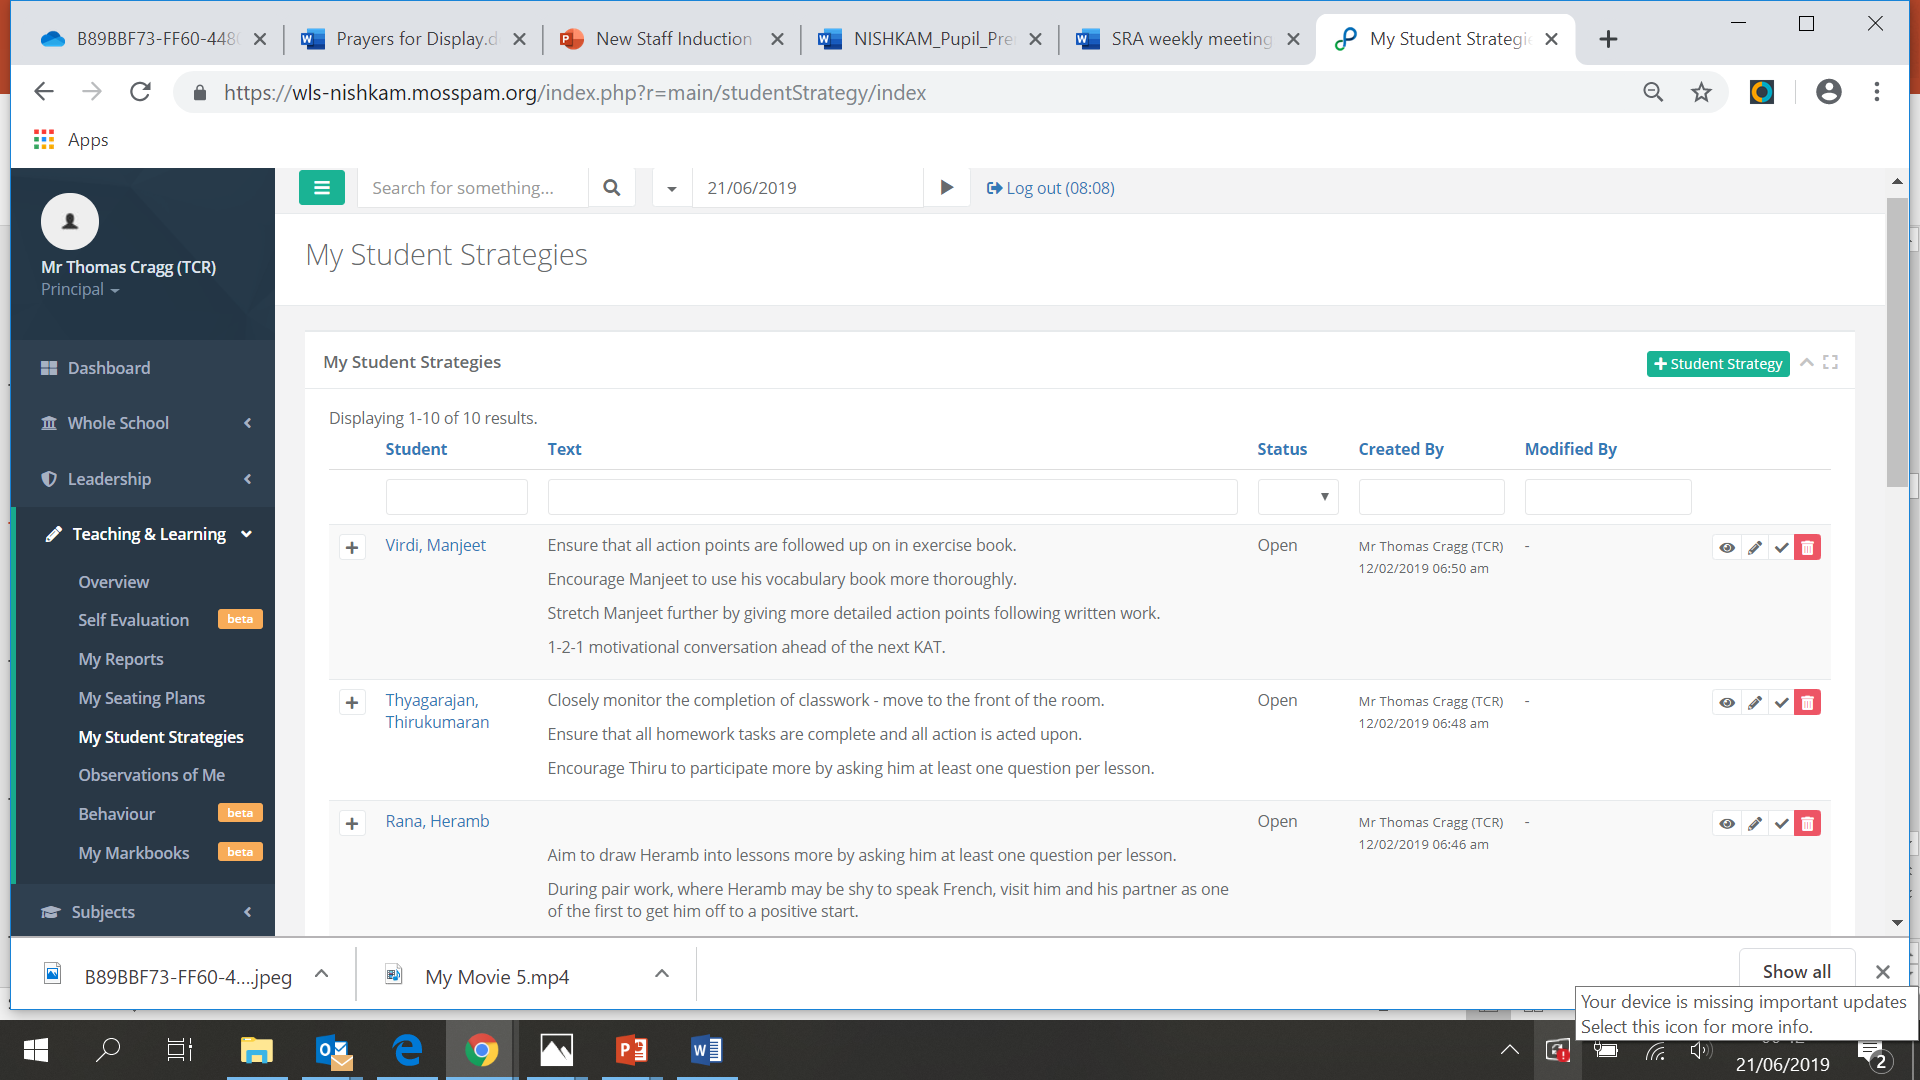 B89BBF73-FF60-448
Prayers for Display.d
New Staff Induction
NISHKAM_Pupil_Pre
SRA weekly meeting
My Student Strategi
https://wls-nishkam.mosspam.org/index.php?r=main/studentStrategy/index
Apps
Mr Thomas Cragg (TCR)
Principal
Dashboard
Whole School
Leadership
Teaching & Learning
Overview
Self Evaluation beta
My Reports
My Seating Plans
My Student Strategies
Observations of Me
Behaviour beta
My Markbooks beta
Subjects
Search for something...
21/06/2019
Log out (08:08)
My Student Strategies
My Student Strategies
Student Strategy
Displaying 1-10 of 10 results.
Student Text Status Created By Modified By
Virdi, Manjeet
Ensure that all action points are followed up on in exercise book.
Encourage Manjeet to use his vocabulary book more thoroughly.
Stretch Manjeet further by giving more detailed action points following written work.
1-2-1 motivational conversation ahead of the next KAT.
Open
Mr Thomas Cragg (TCR)
12/02/2019 06:50 am
-
Thyagarajan,
Thirukumaran
Closely monitor the completion of classwork - move to the front of the room.
Ensure that all homework tasks are complete and all action is acted upon.
Encourage Thiru to participate more by asking him at least one question per lesson.
Open
Mr Thomas Cragg (TCR)
12/02/2019 06:48 am
-
Rana, Heramb
Aim to draw Heramb into lessons more by asking him at least one question per lesson.
During pair work, where Heramb may be shy to speak French, visit him and his partner as one
of the first to get him off to a positive start.
Open
Mr Thomas Cragg (TCR)
12/02/2019 06:46 am
-
B89BBF73-FF60-4....jpeg
My Movie 5.mp4
Show all
Your device is missing important updates
Select this icon for more info.
21/06/2019
2